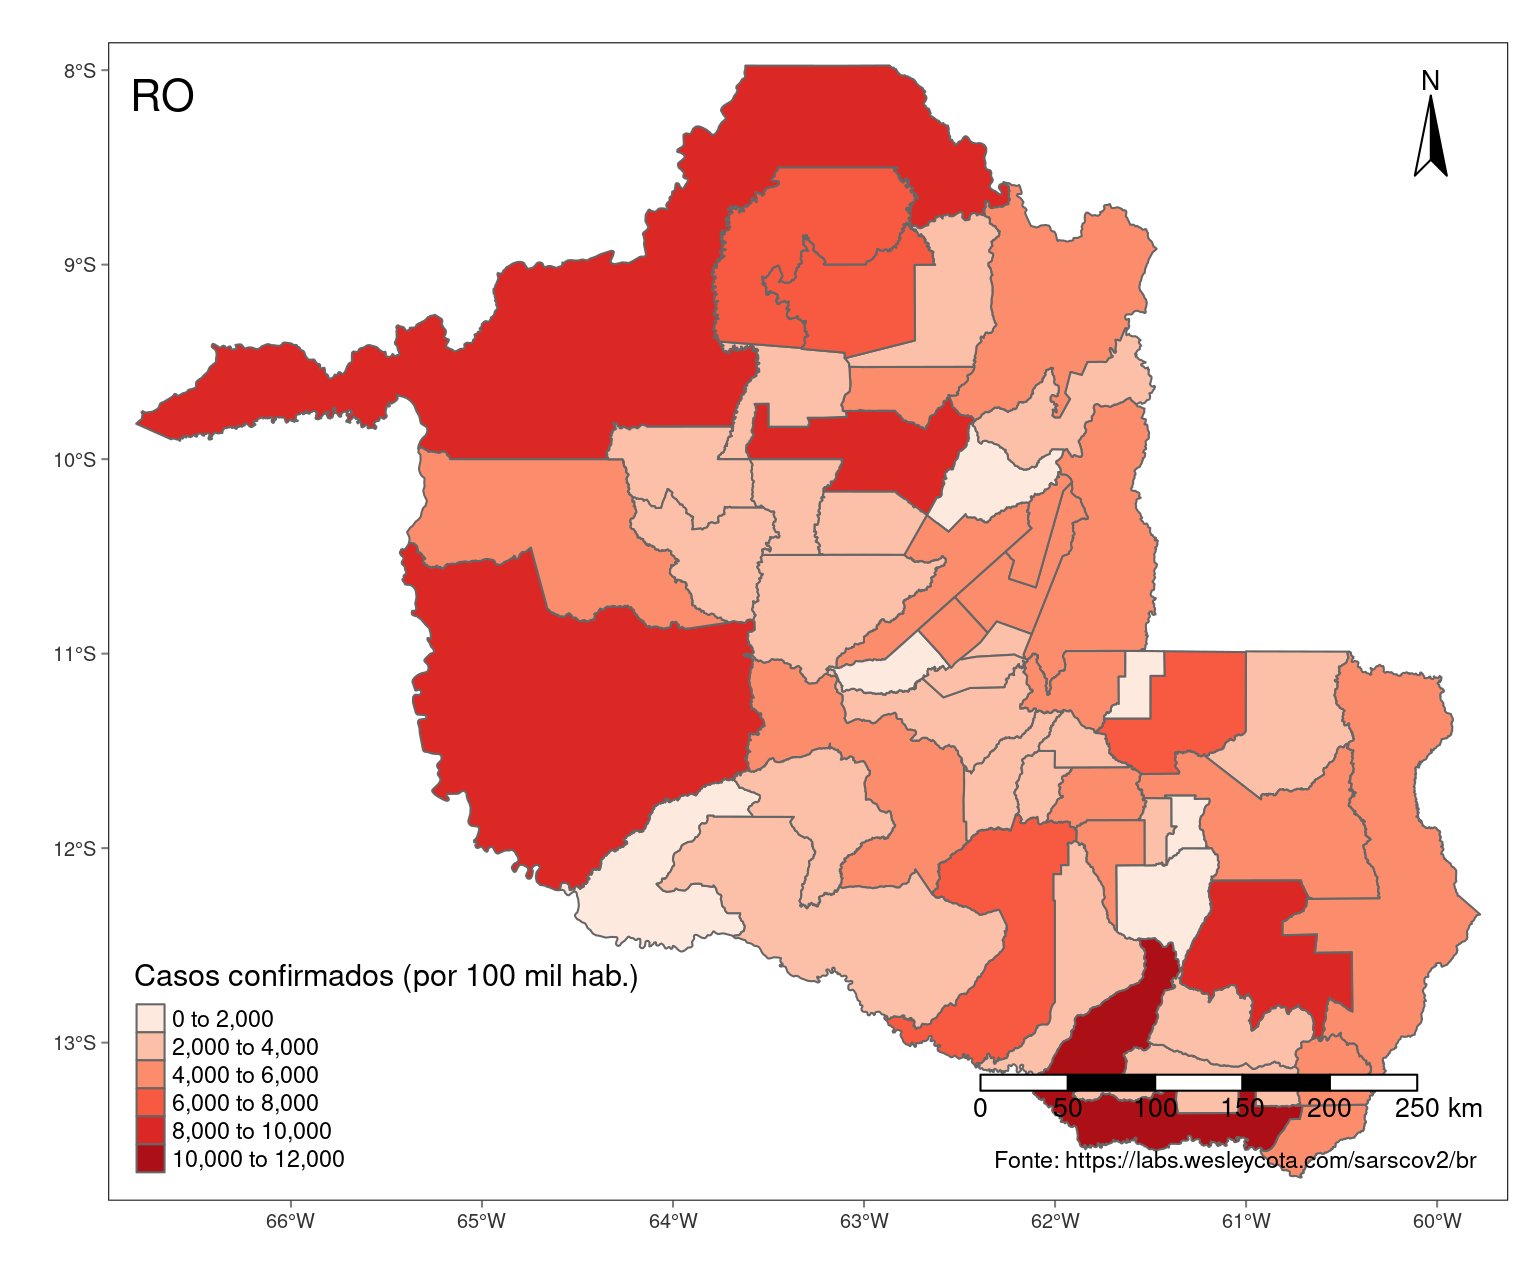 RO
N
8°S
9°S
10°S
11°S
12°S
13°S
Casos confirmados (por 100 mil hab.)
0 to 2,000
2,000 to 4,000
4,000 to 6,000
6,000 to 8,000
8,000 to 10,000
10,000 to 12,000
0 50 100 150 200 250 km
Fonte: https://labs.wesleycota.com/sarscov2/br
66°W 65°W 64°W 63°W 62°W 61°W 60°W